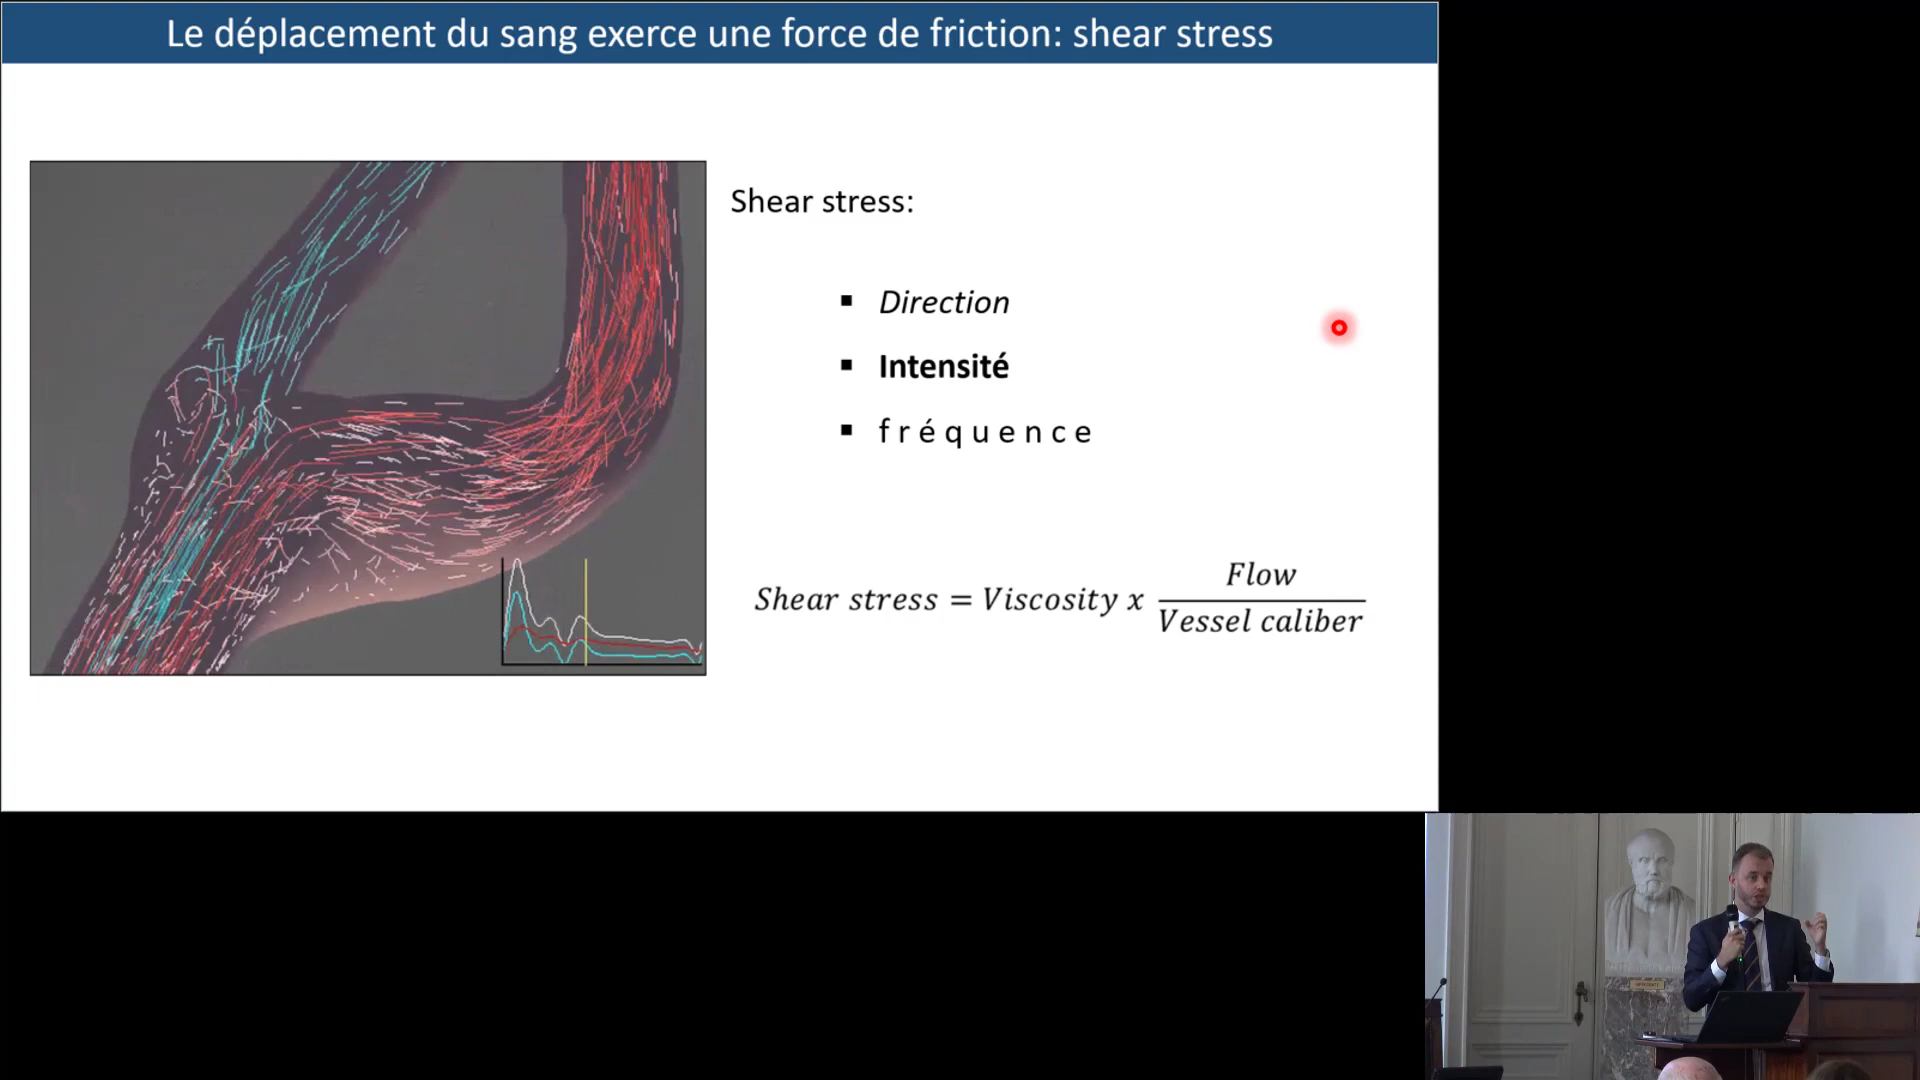 Le déplacement du sang exerce une force de friction: shear stress
Shear stress:
▪ Direction
▪ Intensité
▪ f r é q u e n c e
Shear stress = Viscosity x Flow / Vessel caliber